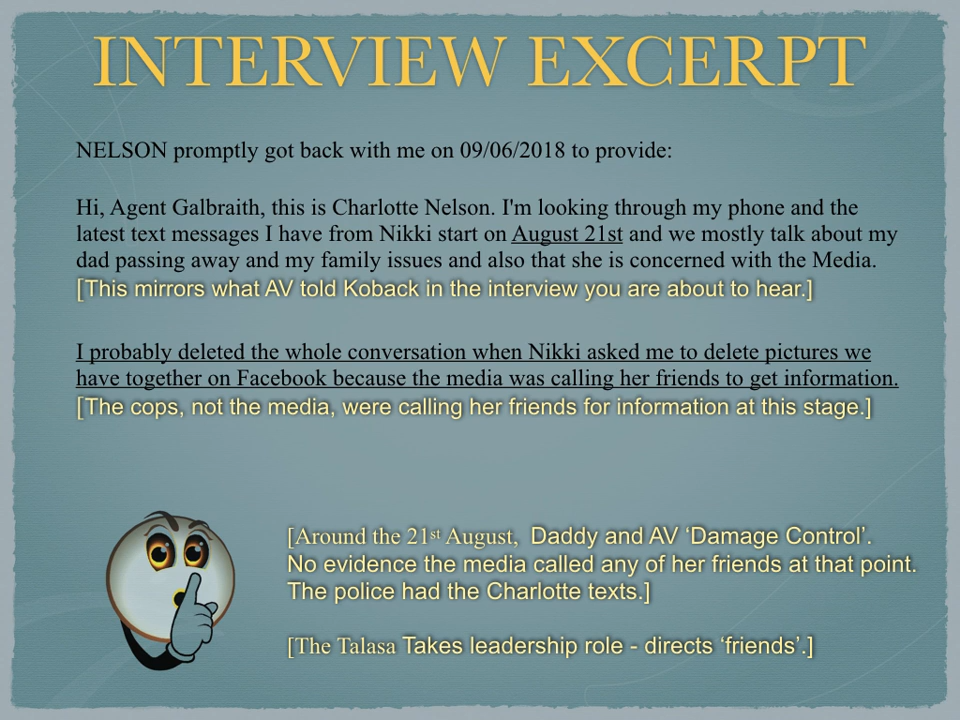 INTERVIEW EXCERPT
NELSON promptly got back with me on 09/06/2018 to provide:
Hi, Agent Galbraith, this is Charlotte Nelson. I'm looking through my phone and the
latest text messages I have from Nikki start on August 21st and we mostly talk about my
dad passing away and my family issues and also that she is concerned with the Media.
[This mirrors what AV told Koback in the interview you are about to hear.]
I probably deleted the whole conversation when Nikki asked me to delete pictures we
have together on Facebook because the media was calling her friends to get information.
[The cops, not the media, were calling her friends for information at this stage.]
[Around the 21st August, Daddy and AV ‘Damage Control’.
No evidence the media called any of her friends at that point.
The police had the Charlotte texts.]
[The Talasa Takes leadership role - directs ‘friends’.]